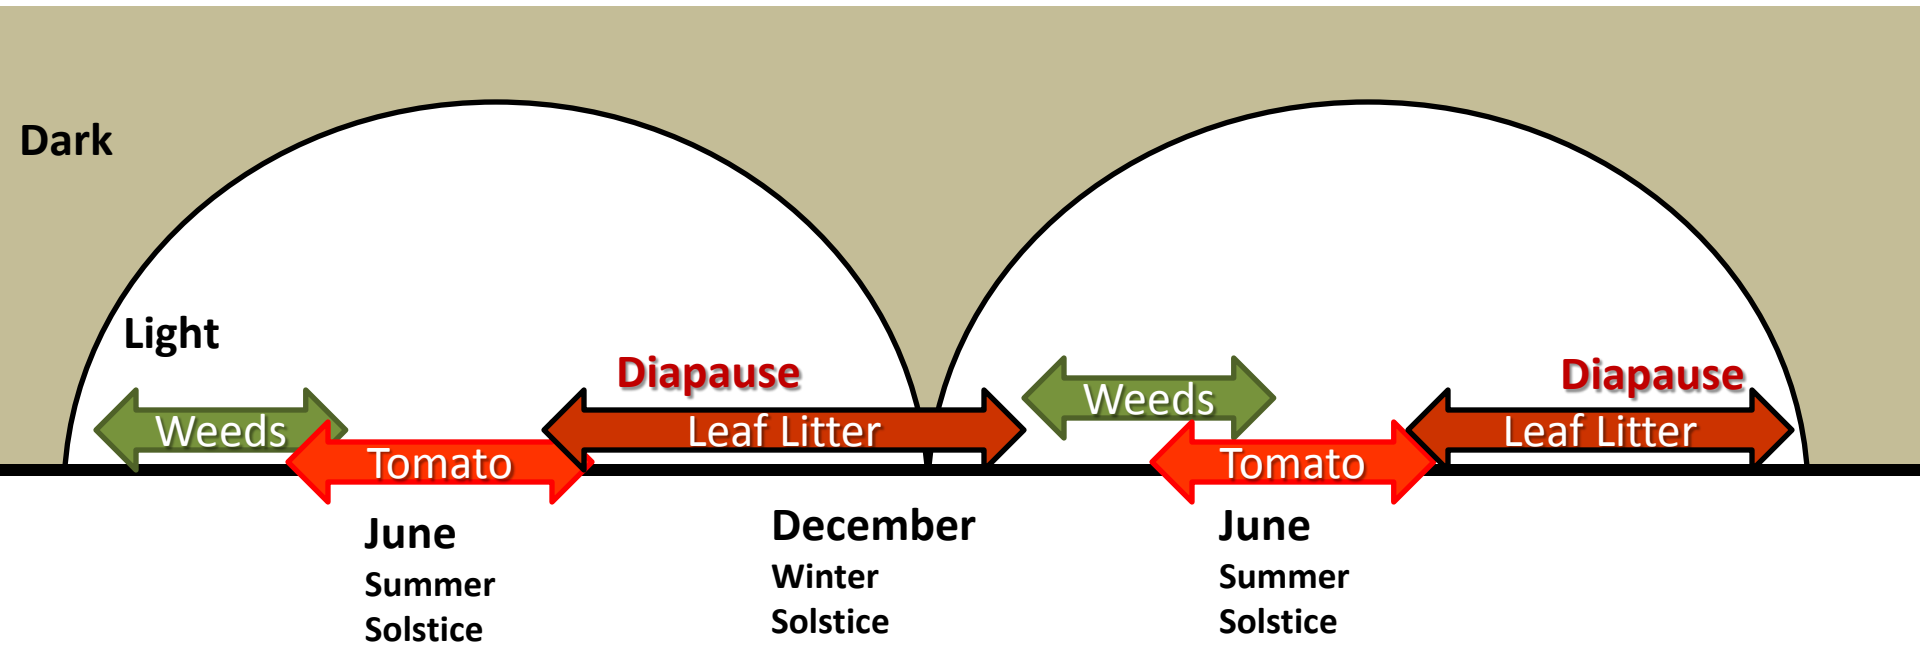 Dark
Light
Diapause
Diapause
Weeds
Weeds
Leaf Litter
Leaf Litter
Tomato
Tomato
June
Summer
Solstice
December
Winter
Solstice
June
Summer
Solstice